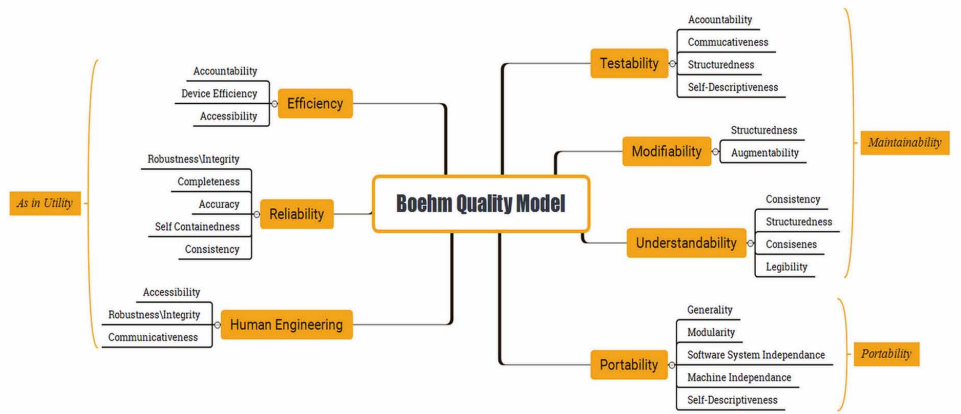 Boehm Quality Model
As in Utility
Efficiency
Accountability
Device Efficiency
Accessibility
Reliability
Robustness\Integrity
Completeness
Accuracy
Self Containedness
Consistency
Human Engineering
Accessibility
Robustness\Integrity
Communicativeness
Testability
Acoountability
Commucativeness
Structuredness
Self-Descriptiveness
Modifiability
Structuredness
Augmentability
Understandability
Consistency
Structuredness
Consisenes
Legibility
Maintainability
Portability
Generality
Modularity
Software System Independance
Machine Independance
Self-Descriptiveness
Portability